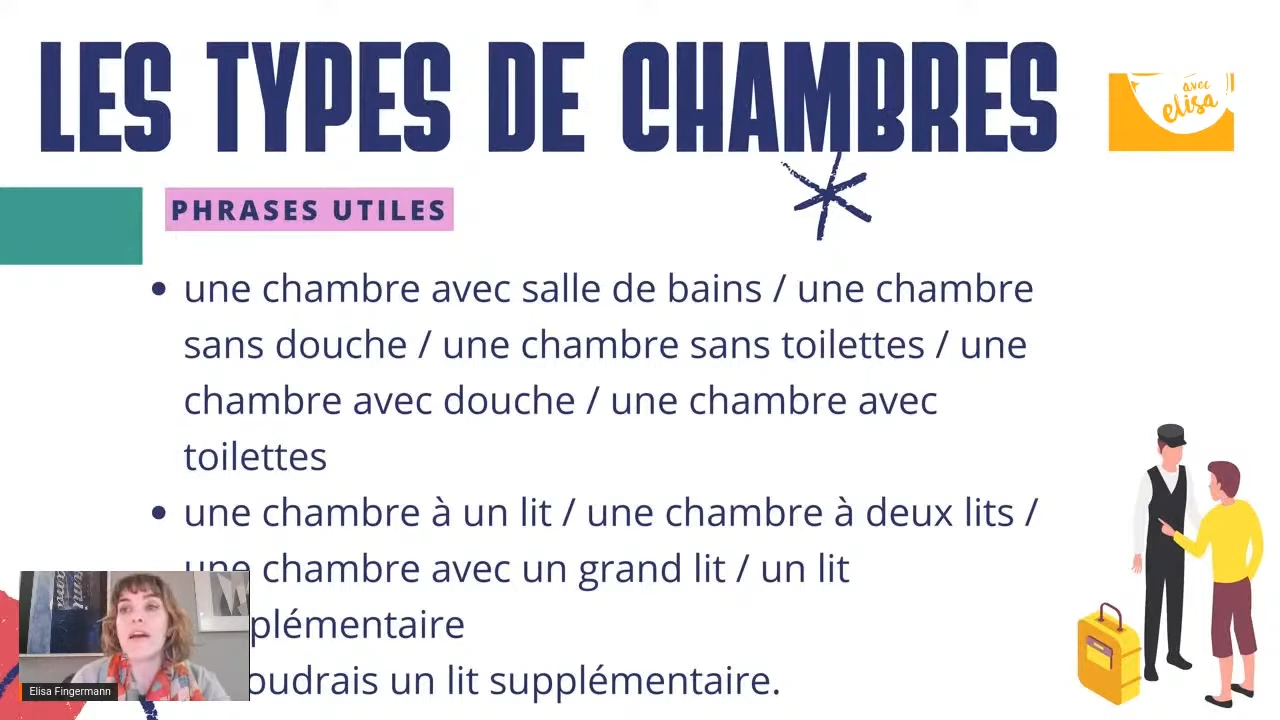 LES TYPES DE CHAMBRES
avec
elisa
PHRASES UTILES
• une chambre avec salle de bains / une chambre
sans douche / une chambre sans toilettes / une
chambre avec douche / une chambre avec
toilettes
• une chambre à un lit / une chambre à deux lits /
une chambre avec un grand lit / un lit
plémentaire
oudrais un lit supplémentaire.
Elisa Fingermann